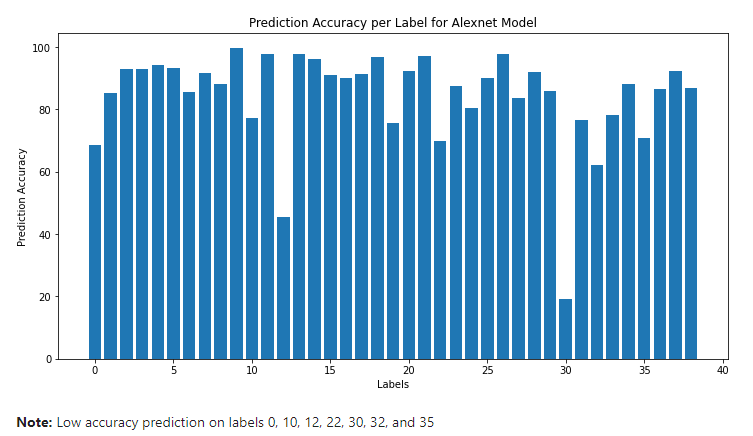 Prediction Accuracy per Label for Alexnet Model
100
80
60
40
20
0
Prediction Accuracy
0 5 10 15 20 25 30 35 40
Labels
Note: Low accuracy prediction on labels 0, 10, 12, 22, 30, 32, and 35